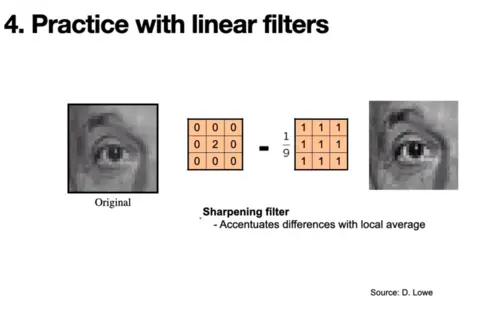 4. Practice with linear filters
0 0 0
0 2 0
0 0 0
-
1
9
1 1 1
1 1 1
1 1 1
Original
Sharpening filter
- Accentuates differences with local average
Source: D. Lowe